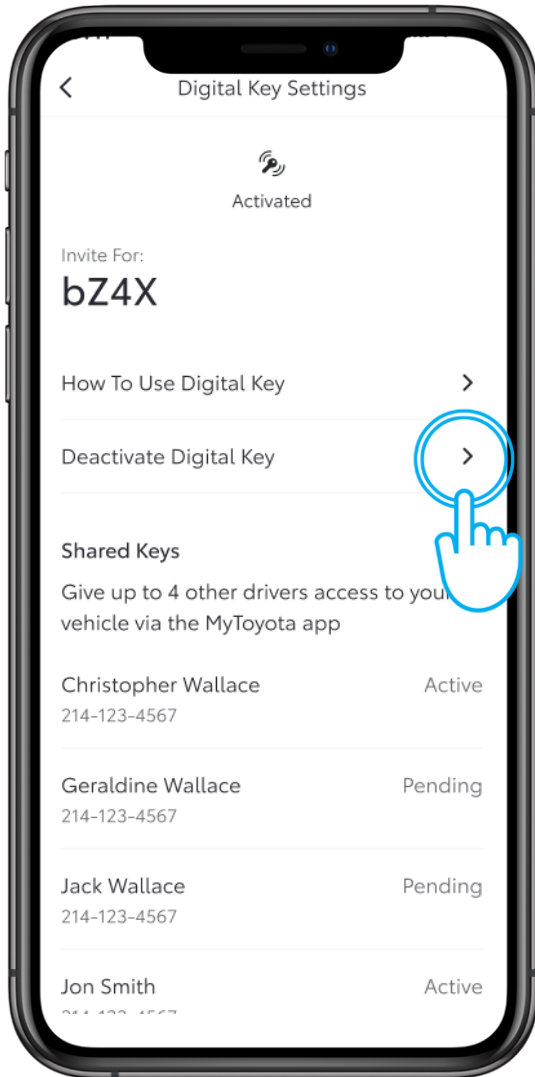 Digital Key Settings
Activated
Invite For:
bZ4X
How To Use Digital Key
Deactivate Digital Key
Shared Keys
Give up to 4 other drivers access to your
vehicle via the MyToyota app
Christopher Wallace Active
214-123-4567
Geraldine Wallace Pending
214-123-4567
Jack Wallace Pending
214-123-4567
Jon Smith Active